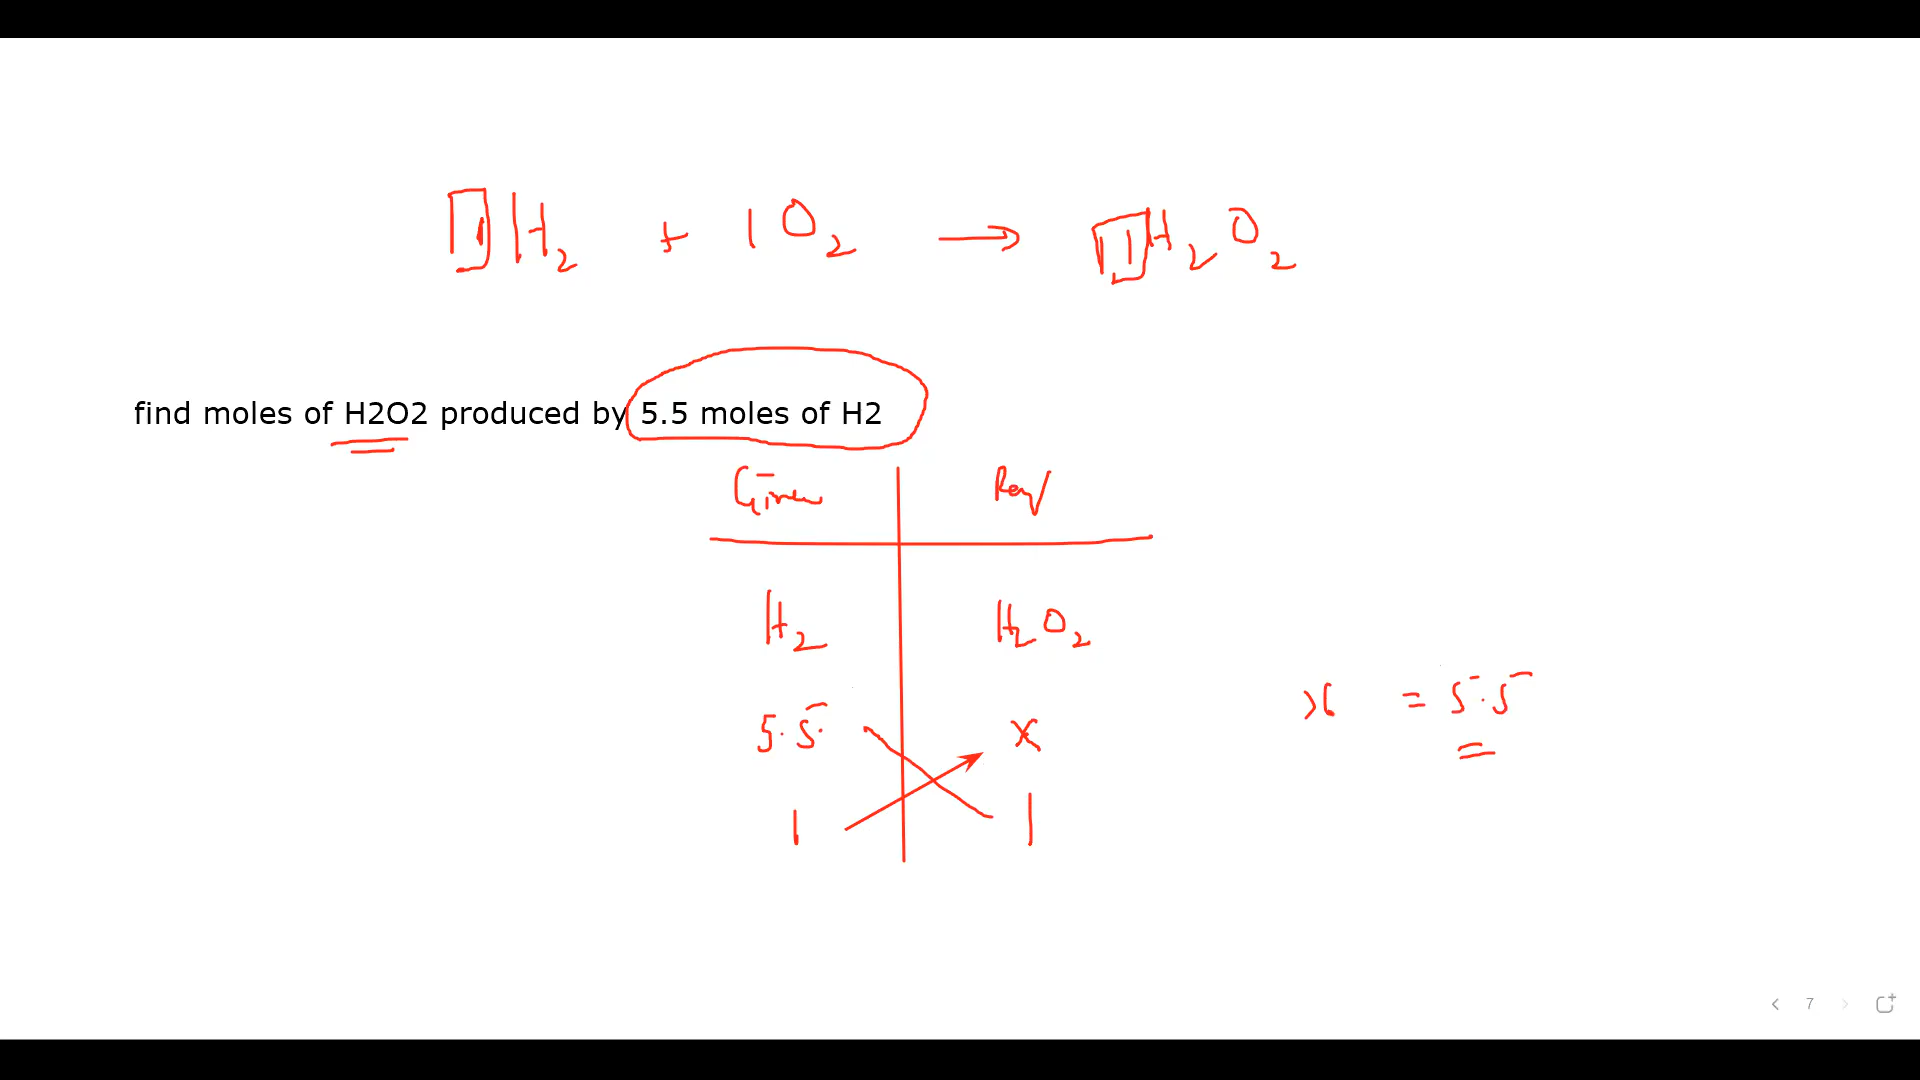 1 H2 + 1 O2 → 1 H2O2
find moles of H2O2 produced by 5.5 moles of H2
Given Req
H2 H2O2
5.5 x
x = 5.5
1 1
7